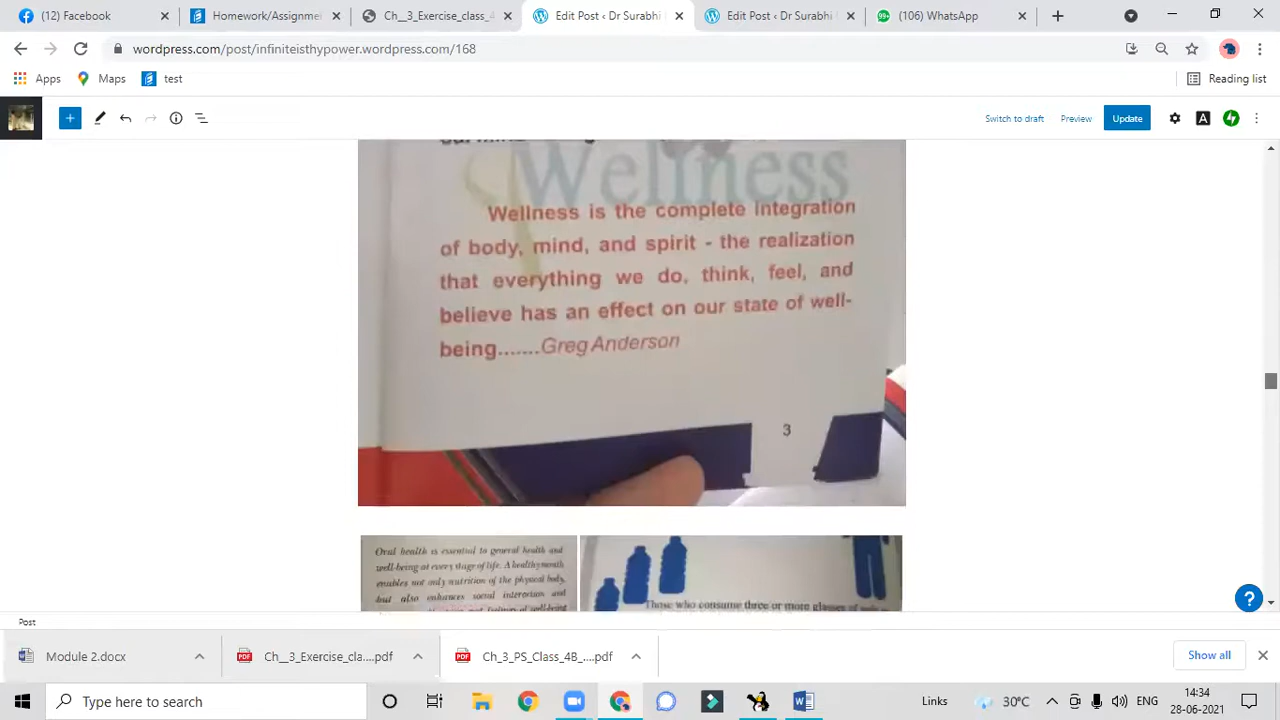 (12) Facebook
Homework/Assignme
Ch__3_Exercise_class_4
Edit Post ‹ Dr Surabhi
Edit Post ‹ Dr Surabhi
99+
(106) WhatsApp
wordpress.com/post/infiniteisthypower.wordpress.com/168
Apps
Maps
test
Reading list
Switch to draft
Preview
Update
Wellness
Wellness is the complete integration
of body, mind, and spirit - the realization
that everything we do, think, feel, and
believe has an effect on our state of well-
being.......Greg Anderson
3
Oral health is essential to general health and
well-being at every stage of life. A healthy mouth
enables not only nutrition of the physical body,
but also enhances social interaction and
Those who consume three or more glasses of
Post
Module 2.docx
Ch__3_Exercise_cla....pdf
Ch_3_PS_Class_4B_....pdf
Show all
Type here to search
Links
30°C
ENG
14:34
28-06-2021